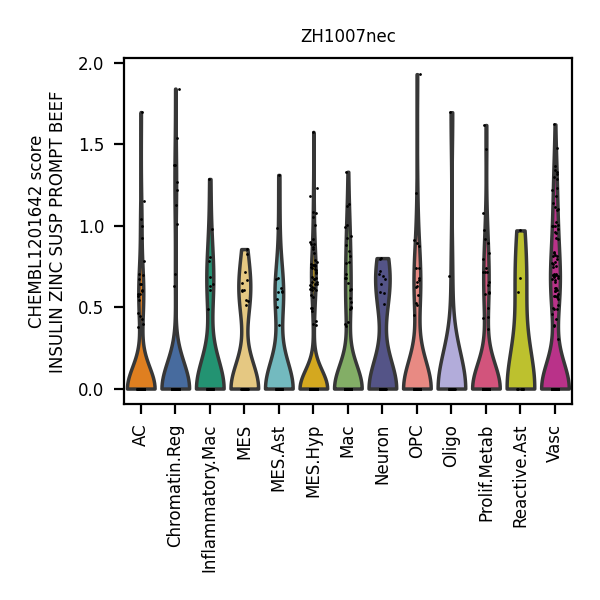 ZH1007nec
CHEMBL1201642 score
INSULIN ZINC SUSP PROMPT BEEF
2.0
1.5
1.0
0.5
0.0
AC
Chromatin.Reg
Inflammatory.Mac
MES
MES.Ast
MES.Hyp
Mac
Neuron
OPC
Oligo
Prolif.Metab
Reactive.Ast
Vasc